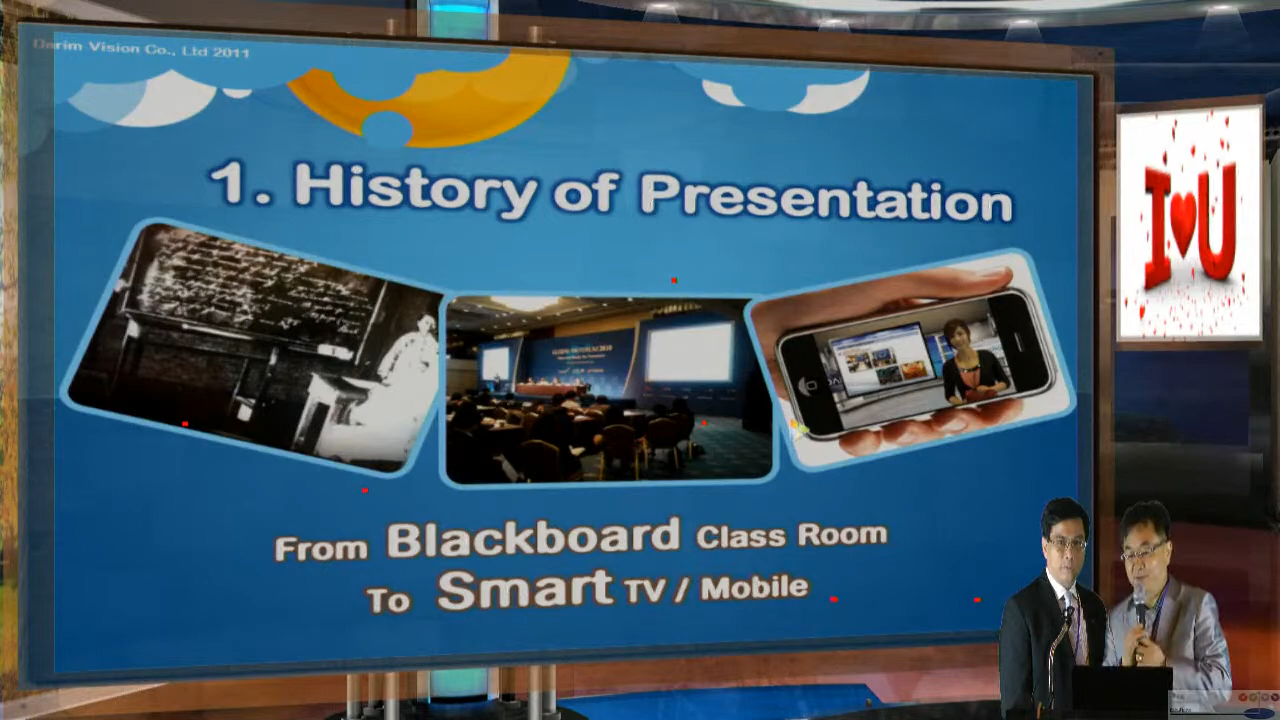 Darim Vision Co., Ltd 2011
1. History of Presentation
I U
From Blackboard Class Room
To Smart TV / Mobile